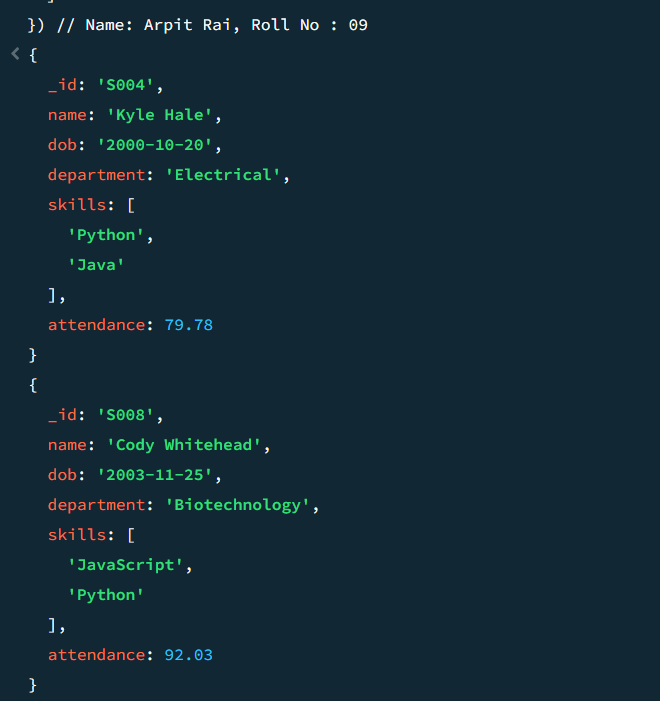 }) // Name: Arpit Rai, Roll No : 09
{
_id: 'S004',
name: 'Kyle Hale',
dob: '2000-10-20',
department: 'Electrical',
skills: [
'Python',
'Java'
],
attendance: 79.78
}
{
_id: 'S008',
name: 'Cody Whitehead',
dob: '2003-11-25',
department: 'Biotechnology',
skills: [
'JavaScript',
'Python'
],
attendance: 92.03
}